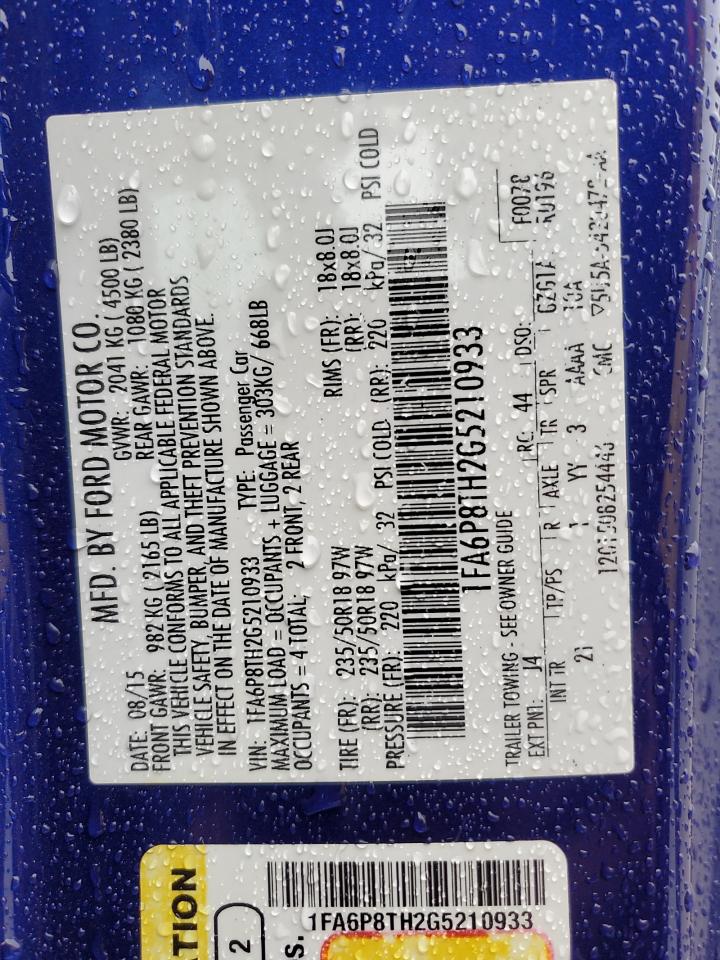 MFD. BY FORD MOTOR CO.
DATE: 08/15 GVWR: 2041 KG ( 4500 LB)
FRONT GAWR: 982 KG ( 2165 LB) REAR GAWR: 1080 KG ( 2380 LB)
THIS VEHICLE CONFORMS TO ALL APPLICABLE FEDERAL MOTOR
VEHICLE SAFETY, BUMPER, AND THEFT PREVENTION STANDARDS
IN EFFECT ON THE DATE OF MANUFACTURE SHOWN ABOVE.
VIN: 1FA6P8TH2G5210933 TYPE: Passenger Car
MAXIMUM LOAD = OCCUPANTS + LUGGAGE = 303KG/ 668LB
OCCUPANTS = 4 TOTAL; 2 FRONT, 2 REAR
TIRE (FR): 235/50R18 97W RIMS (FR): 18x8.0J
(RR): 235/50R18 97W (RR): 18x8.0J
PRESSURE (FR): 220 kPa/ 32 PSI COLD (RR): 220 kPa/ 32 PSI COLD
1FA6P8TH2G5210933
TRAILER TOWING - SEE OWNER GUIDE
EXT PNT: J4 RC: 44 DSO: F0078
INT TR TP/PS R AXLE TR SPR
2 1 YY 3 AAAA
ATION
2
s.
1FA6P8TH2G5210933